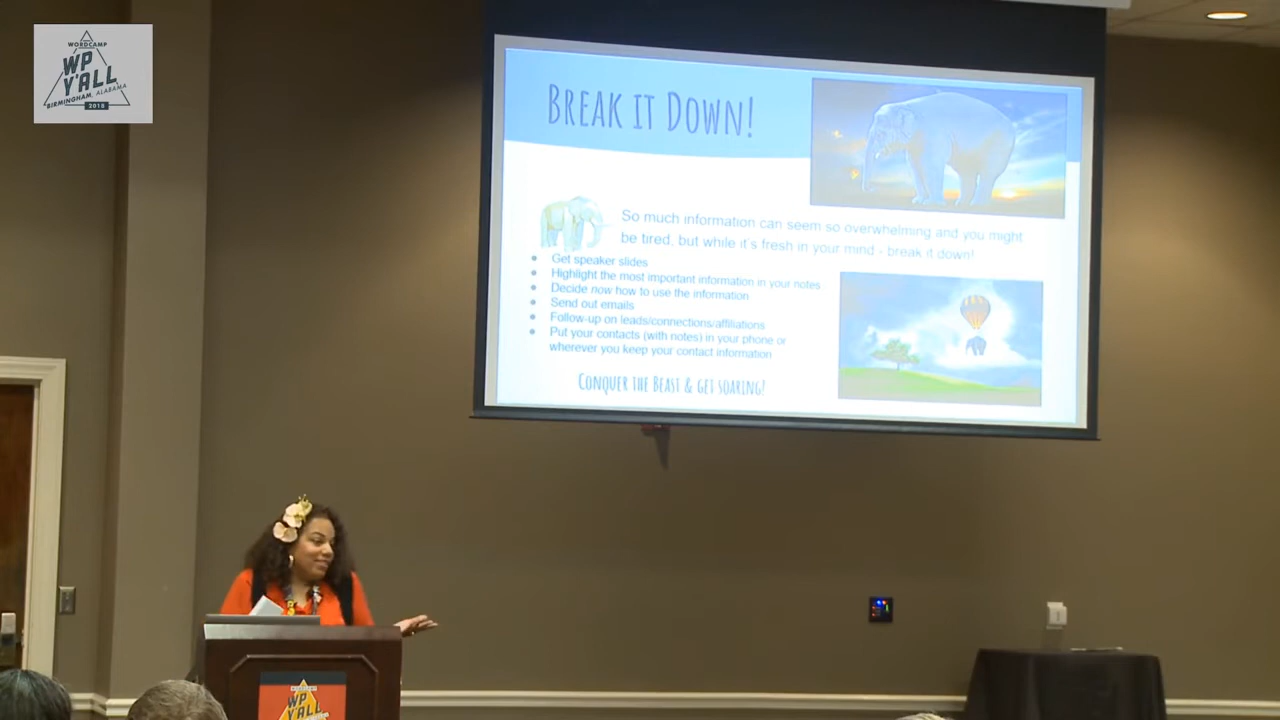 WORDCAMP
WP
Y'ALL
BIRMINGHAM, ALABAMA
2018
BREAK IT DOWN!
So much information can seem so overwhelming and you might
be tired, but while it's fresh in your mind - break it down!
Get speaker slides
Highlight the most important information in your notes
Decide now how to use the information
Send out emails
Follow-up on leads/connections/affiliations
Put your contacts (with notes) in your phone or
wherever you keep your contact information
CONQUER THE BEAST & GET SOARING!
WORDCAMP
WP
Y'ALL